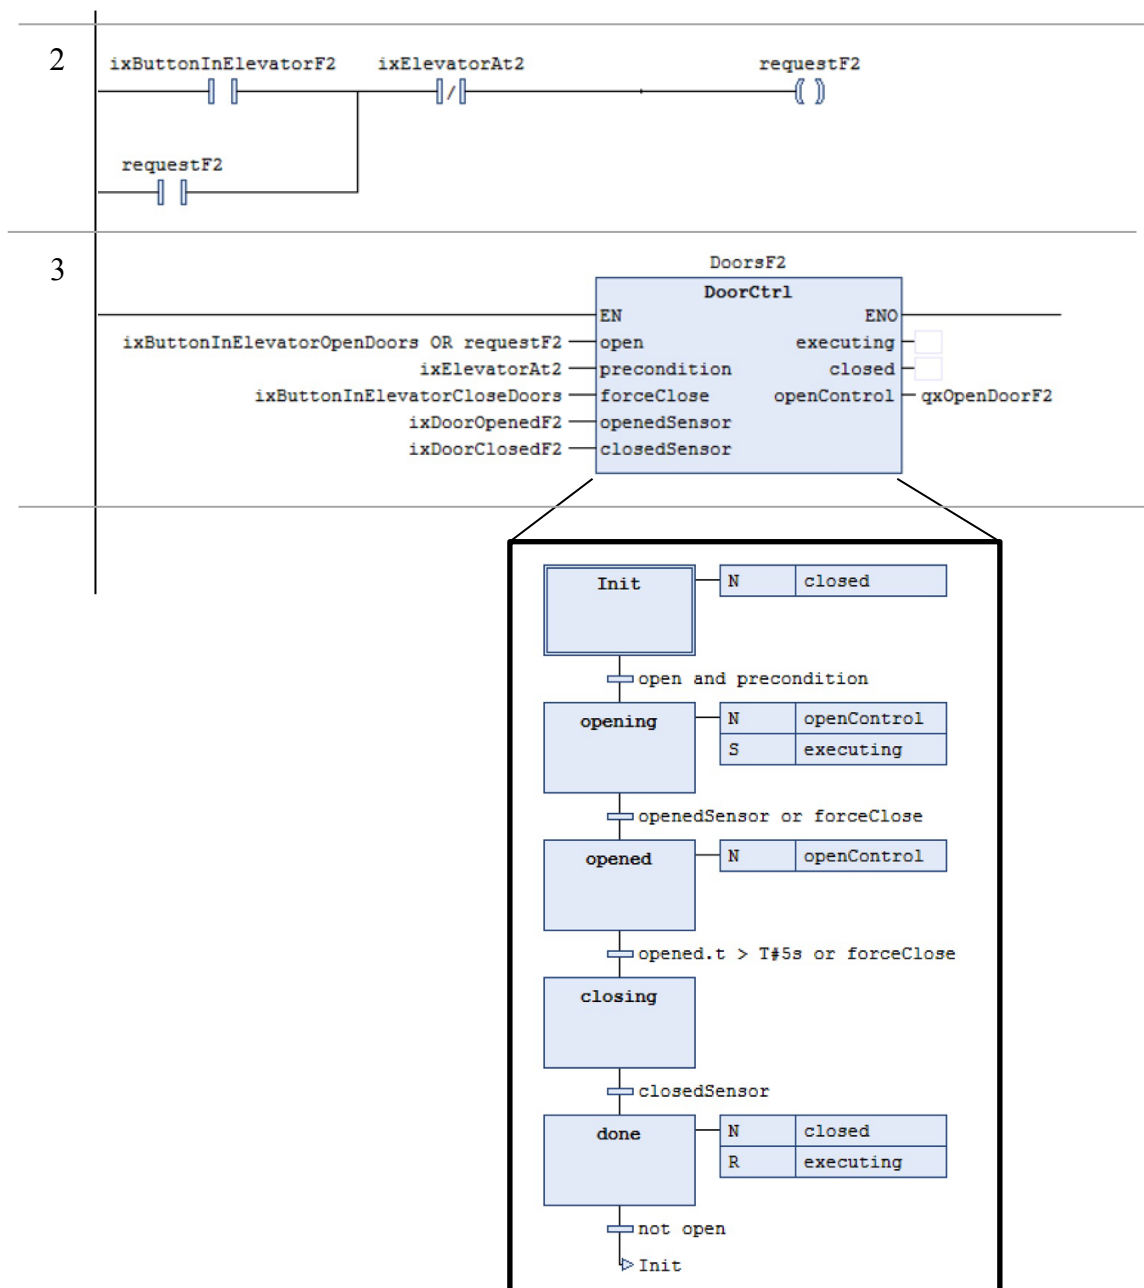 2
ixButtonInElevatorF2 ixElevatorAt2 requestF2
/ ( )
requestF2
3
DoorsF2
DoorCtrl
EN ENO
ixButtonInElevatorOpenDoors OR requestF2 open executing
ixElevatorAt2 precondition closed
ixButtonInElevatorCloseDoors forceClose openControl qxOpenDoorF2
ixDoorOpenedF2 openedSensor
ixDoorClosedF2 closedSensor
Init N closed
open and precondition
opening N openControl
S executing
openedSensor or forceClose
opened N openControl
opened.t > T#5s or forceClose
closing
closedSensor
done N closed
R executing
not open
Init